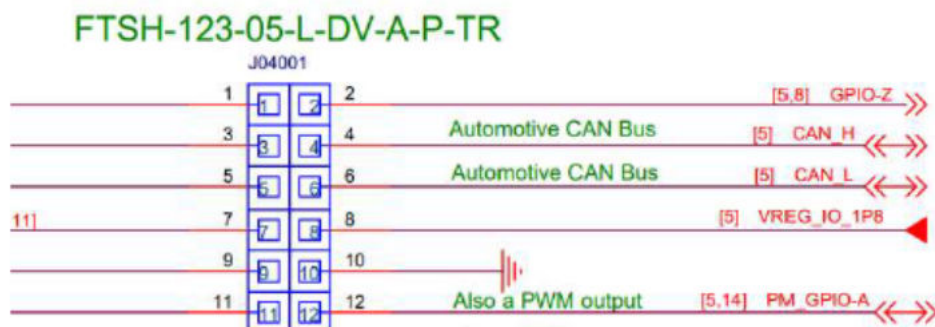 FTSH-123-05-L-DV-A-P-TR
J04001
1 1 2 2 [5,8] GPIO-Z
3 3 4 4 Automotive CAN Bus [5] CAN_H
5 5 6 6 Automotive CAN Bus [5] CAN_L
11] 7 7 8 8 [5] VRIEG_IO_1P8
9 9 10 10
11 11 12 12 Also a PWM output [5,14] PM_GPIO-A